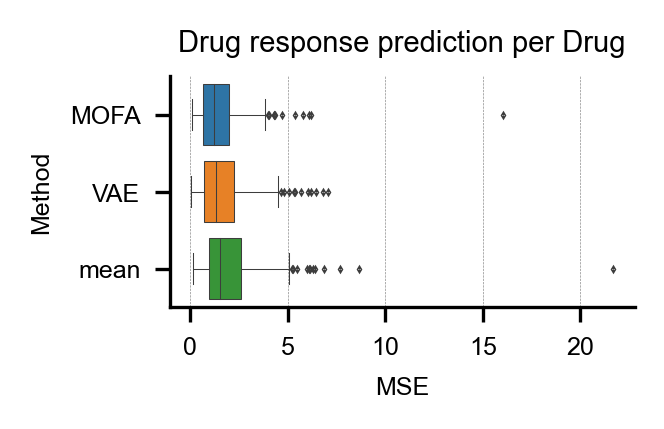 Drug response prediction per Drug
Method
MOFA
VAE
mean
0 5 10 15 20
MSE